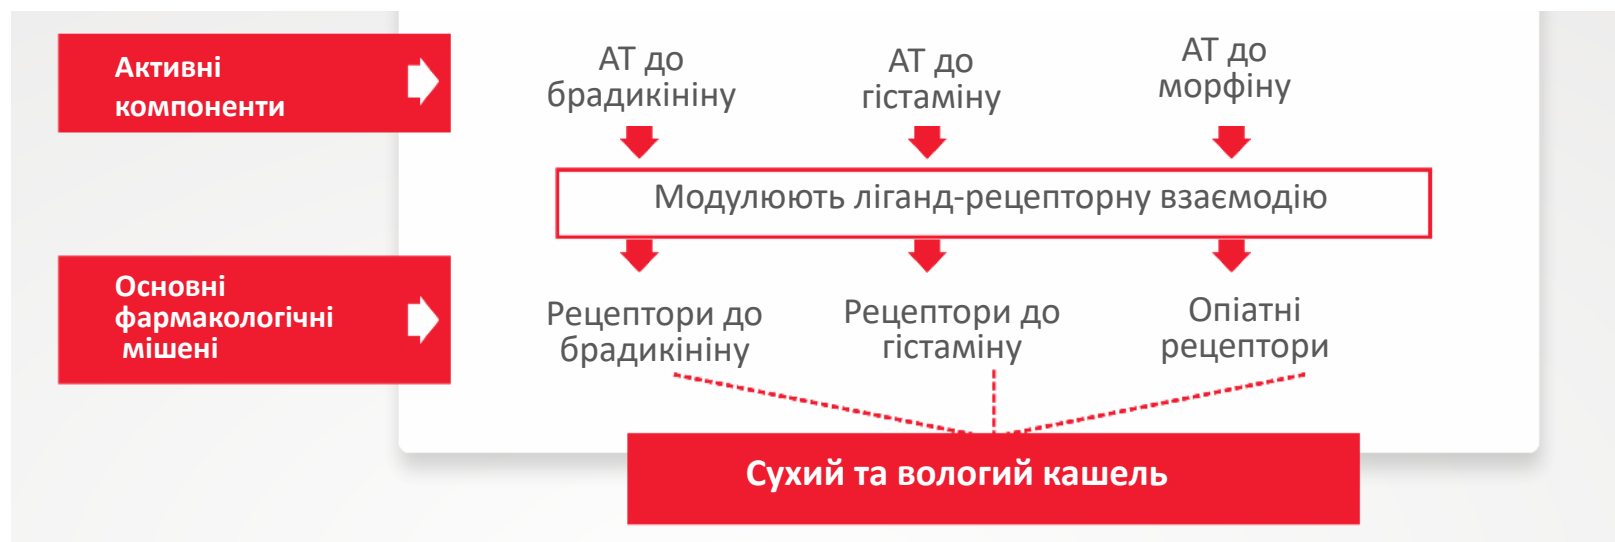 Активні
компоненти
АТ до
брадикініну
АТ до
гістаміну
АТ до
морфіну
Модулюють ліганд-рецепторну взаємодію
Основні
фармакологічні
мішені
Рецептори до
брадикініну
Рецептори до
гістаміну
Опіатні
рецептори
Сухий та вологий кашель